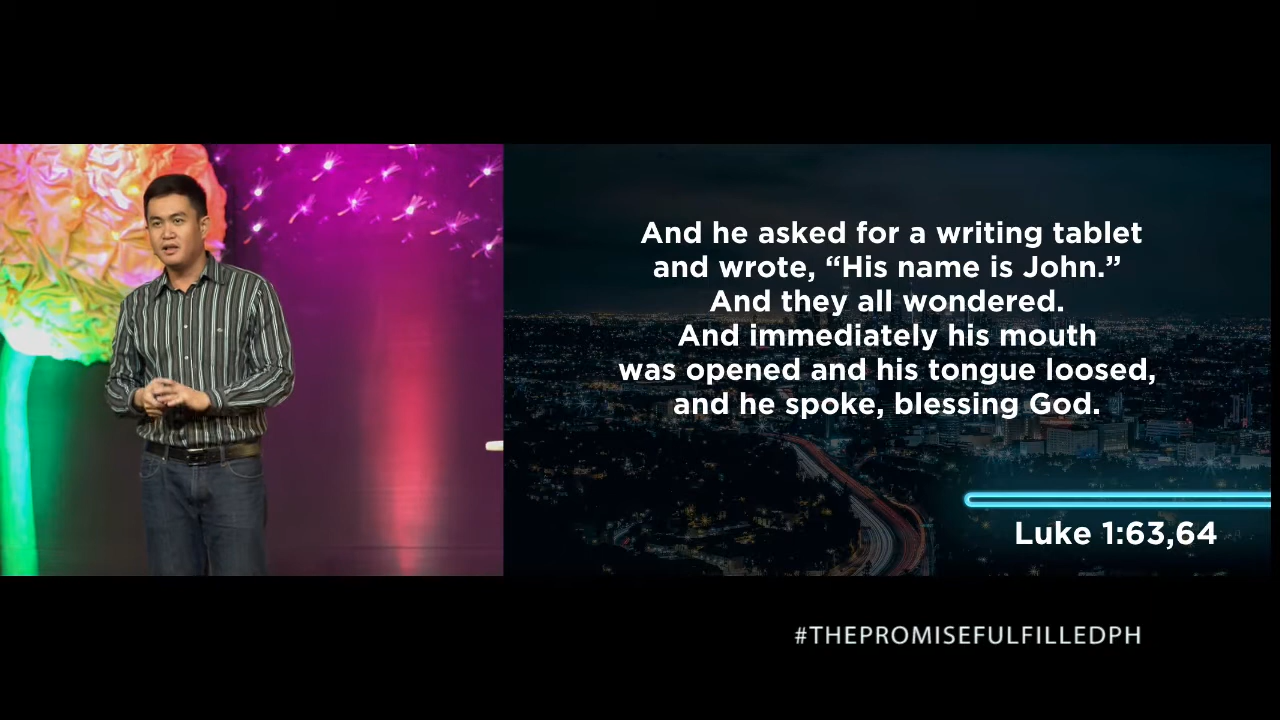 And he asked for a writing tablet
and wrote, “His name is John.”
And they all wondered.
And immediately his mouth
was opened and his tongue loosed,
and he spoke, blessing God.
Luke 1:63,64
#THEPROMISEFULFILLEDPH